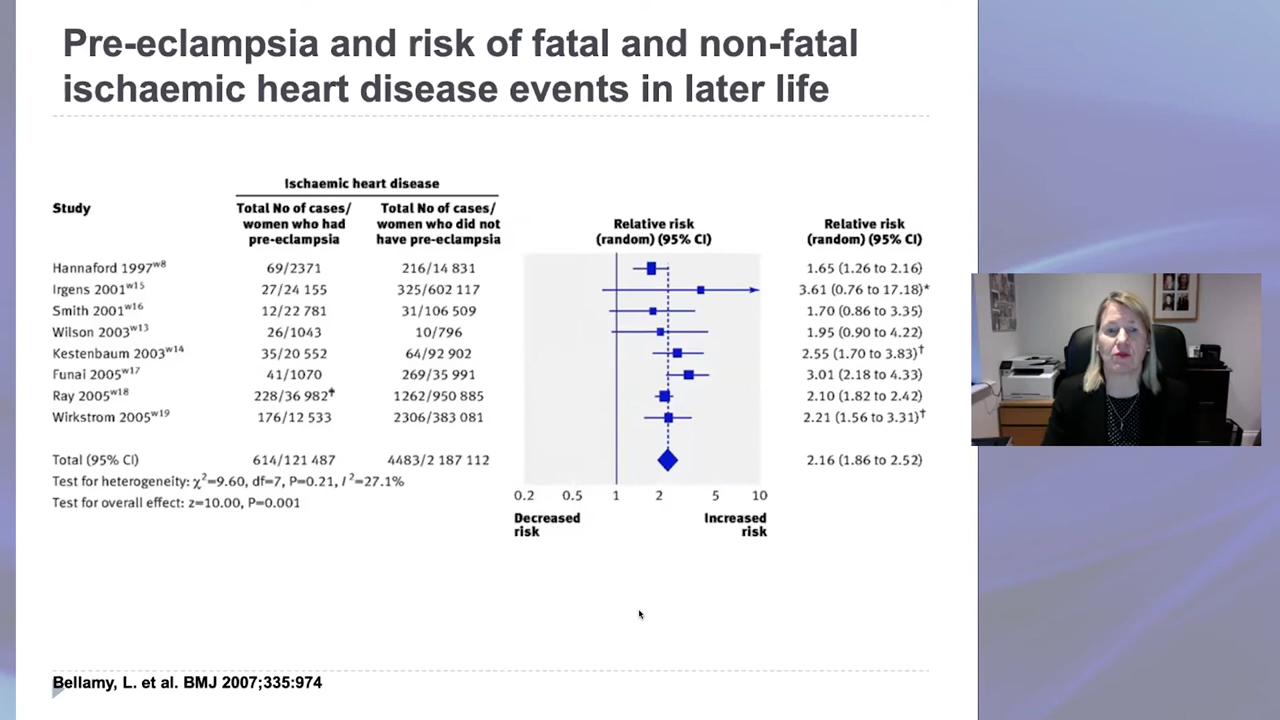 Pre-eclampsia and risk of fatal and non-fatal
ischaemic heart disease events in later life
Ischaemic heart disease
Study
Total No of cases/
women who had
pre-eclampsia
Total No of cases/
women who did not
have pre-eclampsia
Relative risk
(random) (95% CI)
Relative risk
(random) (95% CI)
Hannaford 1997w8 69/2371 216/14 831 1.65 (1.26 to 2.16)
Irgens 2001w15 27/24 155 325/602 117 3.61 (0.76 to 17.18)*
Smith 2001w16 12/22 781 31/106 509 1.70 (0.86 to 3.35)
Wilson 2003w13 26/1043 10/796 1.95 (0.90 to 4.22)
Kestenbaum 2003w14 35/20 552 64/92 902 2.55 (1.70 to 3.83)†
Funai 2005w17 41/1070 269/35 991 3.01 (2.18 to 4.33)
Ray 2005w18 228/36 982‡ 1262/950 885 2.10 (1.82 to 2.42)
Wirkstrom 2005w19 176/12 533 2306/383 081 2.21 (1.56 to 3.31)†
Total (95% CI) 614/121 487 4483/2 187 112 2.16 (1.86 to 2.52)
Test for heterogeneity: χ²=9.60, df=7, P=0.21, I²=27.1%
Test for overall effect: z=10.00, P=0.001
0.2 0.5 1 2 5 10
Decreased
risk
Increased
risk
Bellamy, L. et al. BMJ 2007;335:974